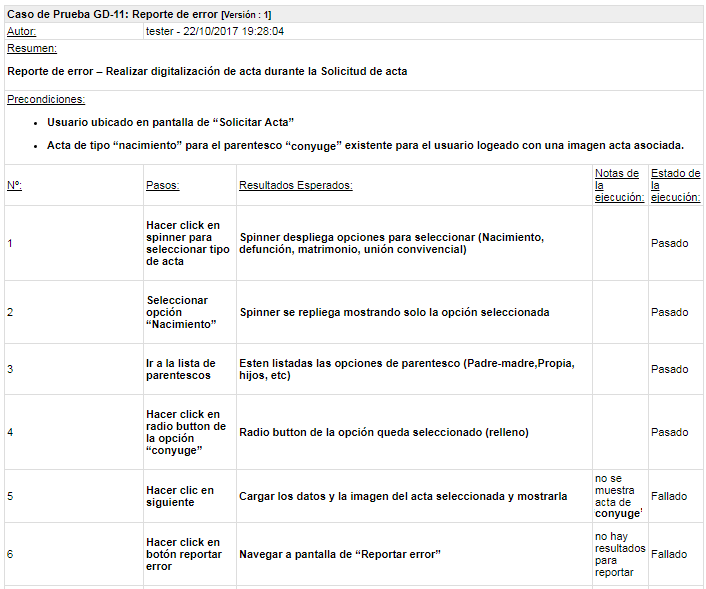 Caso de Prueba GD-11: Reporte de error [Versión : 1]
Autor: tester - 22/10/2017 19:28:04
Resumen:
Reporte de error – Realizar digitalización de acta durante la Solicitud de acta
Precondiciones:
• Usuario ubicado en pantalla de “Solicitar Acta”
• Acta de tipo “nacimiento” para el parentesco “conyuge” existente para el usuario logeado con una imagen acta asociada.
Nº:
Pasos:
Resultados Esperados:
Notas de
la
ejecución:
Estado de
la
ejecución:
1
Hacer click en
spinner para
seleccionar tipo
de acta
Spinner despliega opciones para seleccionar (Nacimiento,
defunción, matrimonio, unión convivencial)
Pasado
2
Seleccionar
opción
“Nacimiento”
Spinner se repliega mostrando solo la opción seleccionada
Pasado
3
Ir a la lista de
parentescos
Esten listadas las opciones de parentesco (Padre-madre,Propia,
hijos, etc)
Pasado
4
Hacer click en
radio button de
la opción
“conyuge”
Radio button de la opción queda seleccionado (relleno)
Pasado
5
Hacer clic en
siguiente
Cargar los datos y la imagen del acta seleccionada y mostrarla
no se
muestra
acta de
conyuge’
Fallado
6
Hacer click en
botón reportar
error
Navegar a pantalla de “Reportar error”
no hay
resultados
para
reportar
Fallado